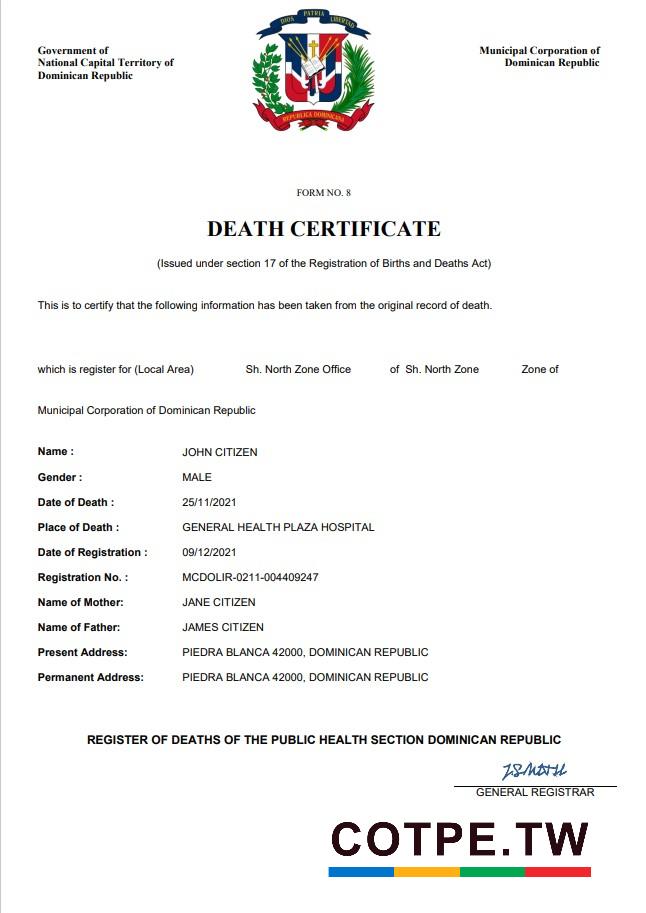 DIOS PATRIA LIBERTAD
Government of
National Capital Territory of
Dominican Republic
Municipal Corporation of
Dominican Republic
REPUBLICA DOMINICANA
FORM NO. 8
DEATH CERTIFICATE
(Issued under section 17 of the Registration of Births and Deaths Act)
This is to certify that the following information has been taken from the original record of death.
which is register for (Local Area) Sh. North Zone Office of Sh. North Zone Zone of
Municipal Corporation of Dominican Republic
Name : JOHN CITIZEN
Gender : MALE
Date of Death : 25/11/2021
Place of Death : GENERAL HEALTH PLAZA HOSPITAL
Date of Registration : 09/12/2021
Registration No. : MCDOLIR-0211-004409247
Name of Mother: JANE CITIZEN
Name of Father: JAMES CITIZEN
Present Address: PIEDRA BLANCA 42000, DOMINICAN REPUBLIC
Permanent Address: PIEDRA BLANCA 42000, DOMINICAN REPUBLIC
REGISTER OF DEATHS OF THE PUBLIC HEALTH SECTION DOMINICAN REPUBLIC
GENERAL REGISTRAR
COTPE.TW